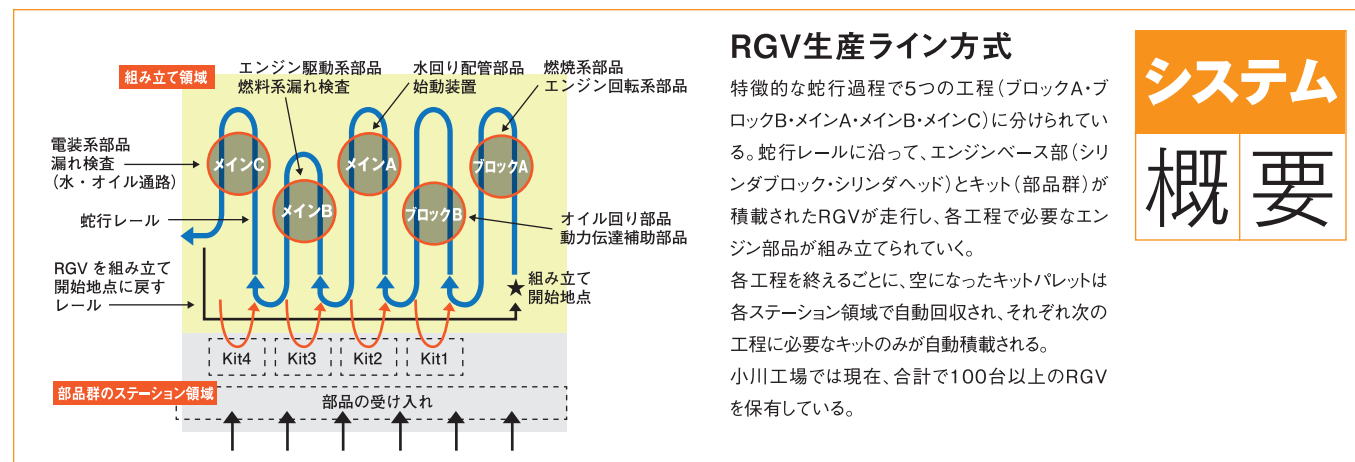 組み立て領域
エンジン駆動系部品
燃料系漏れ検査
水回り配管部品
始動装置
燃焼系部品
エンジン回転系部品
電装系部品
漏れ検査
(水・オイル通路)
メインC
メインB
メインA
ブロックB
ブロックA
蛇行レール
オイル回り部品
動力伝達補助部品
RGV を組み立て
開始地点に戻す
レール
組み立て
開始地点
Kit4
Kit3
Kit2
Kit1
部品群のステーション領域
部品の受け入れ
RGV生産ライン方式
特徴的な蛇行過程で5つの工程(ブロックA・ブ
ロックB・メインA・メインB・メインC)に分けられてい
る。蛇行レールに沿って、エンジンベース部(シリ
ンダブロック・シリンダヘッド)とキット(部品群)が
積載されたRGVが走行し、各工程で必要なエン
ジン部品が組み立てられていく。
各工程を終えるごとに、空になったキットパレットは
各ステーション領域で自動回収され、それぞれ次の
工程に必要なキットのみが自動積載される。
小川工場では現在、合計で100台以上のRGV
を保有している。
システム
概要